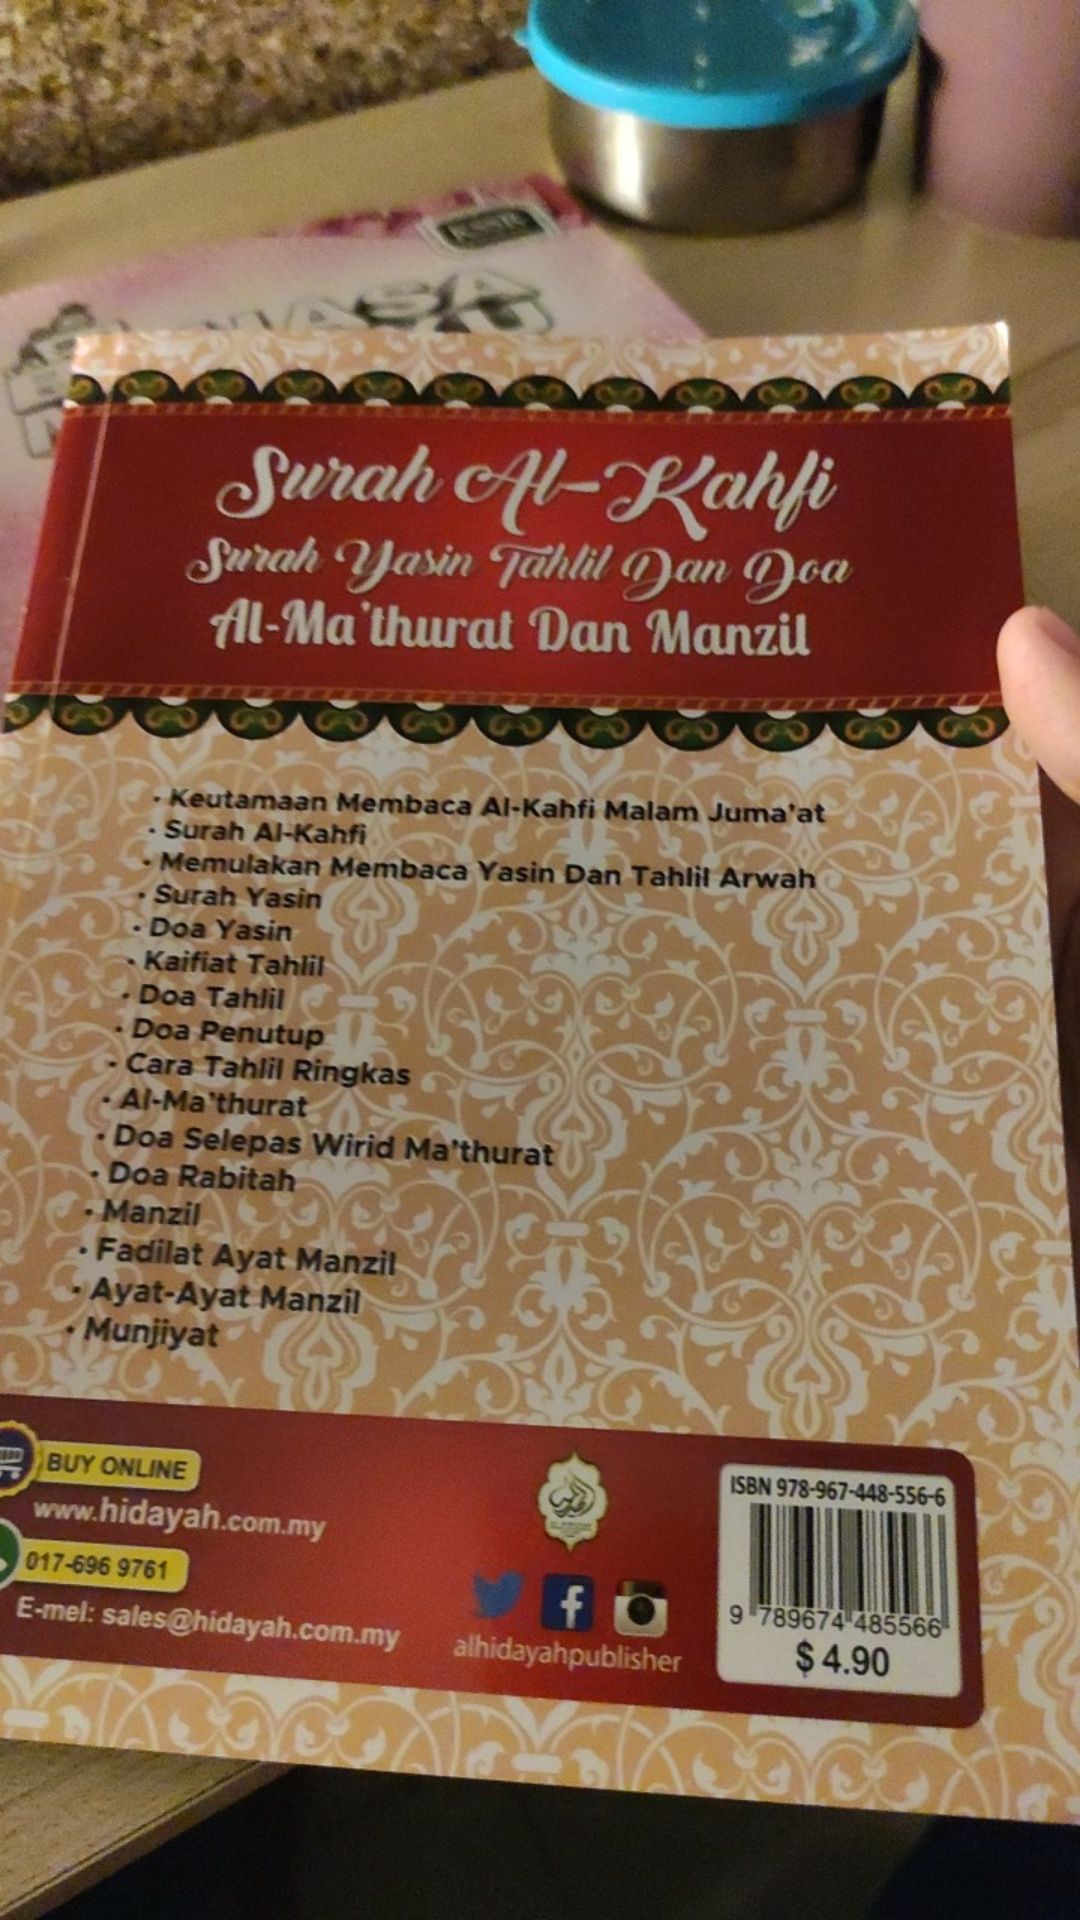 Surah Al-Kahfi
Surah Yasin Tahlil Dan Doa
Al-Ma'thurat Dan Manzil
• Keutamaan Membaca Al-Kahfi Malam Juma'at
• Surah Al-Kahfi
• Memulakan Membaca Yasin Dan Tahlil Arwah
• Surah Yasin
• Doa Yasin
• Kaifiat Tahlil
• Doa Tahlil
• Doa Penutup
• Cara Tahlil Ringkas
• Al-Ma'thurat
• Doa Selepas Wirid Ma'thurat
• Doa Rabitah
• Manzil
• Fadilat Ayat Manzil
• Ayat-Ayat Manzil
• Munjiyat
BUY ONLINE
www.hidayah.com.my
017-696 9761
E-mel: sales@hidayah.com.my
alhidayahpublisher
ISBN 978-967-448-556-6
9 789674 485566
$ 4.90